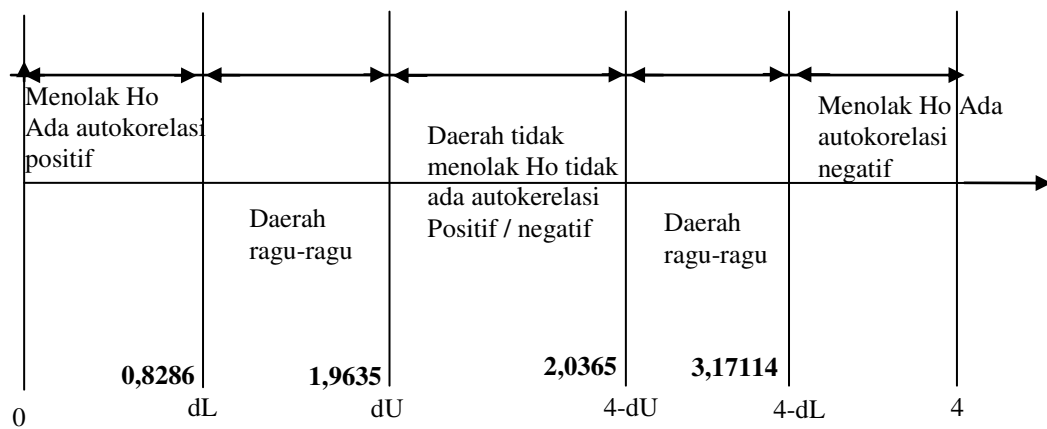 Menolak Ho
Ada autokorelasi
positif
Daerah
ragu-ragu
Daerah tidak
menolak Ho tidak
ada autokerelasi
Positif / negatif
Daerah
ragu-ragu
Menolak Ho Ada
autokorelasi
negatif
0,8286
1,9635
2,0365
3,17114
0
dL
dU
4-dU
4-dL
4